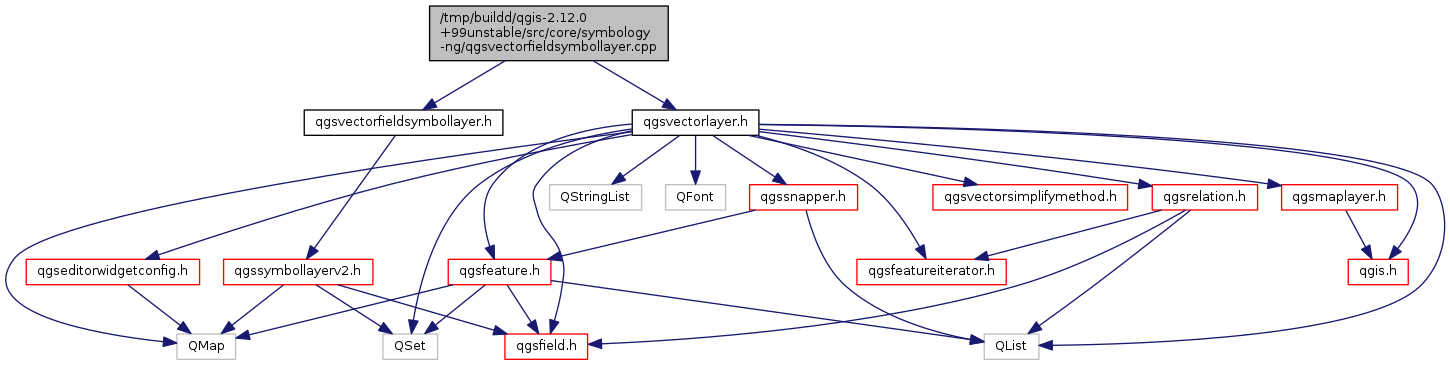 /tmp/buildd/qgis-2.12.0
+99unstable/src/core/symbology
-ng/qgsvectorfieldsymbollayer.cpp
qgsvectorfieldsymbollayer.h
qgsvectorlayer.h
QStringList
QFont
qgssnapper.h
qgsvectorsimplifymethod.h
qgsrelation.h
qgsmaplayer.h
qgseditorwidgetconfig.h
qgssymbollayerv2.h
qgsfeature.h
qgsfeatureiterator.h
qgis.h
QMap
QSet
qgsfield.h
QList